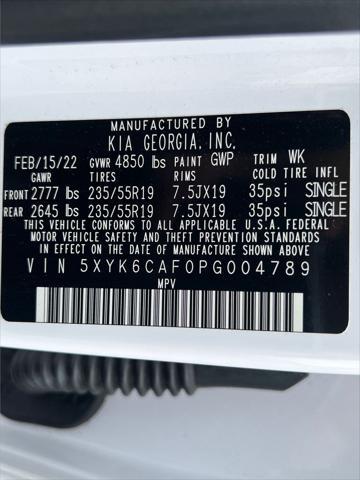 MANUFACTURED BY
KIA GEORGIA, INC.
FEB/15/22 GVWR 4850 lbs PAINT GWP TRIM WK
GAWR TIRES RIMS COLD TIRE INFL
FRONT 2777 lbs 235/55R19 7.5JX19 35psi SINGLE
REAR 2645 lbs 235/55R19 7.5JX19 35psi SINGLE
THIS VEHICLE CONFORMS TO ALL APPLICABLE U.S. FEDERAL
MOTOR VEHICLE SAFETY, BUMPER, AND THEFT PREVENTION
STANDARDS IN EFFECT ON THE DATE OF MANUFACTURE SHOWN ABOVE.
VIN 5XYK6CAF0PG004789
MPV